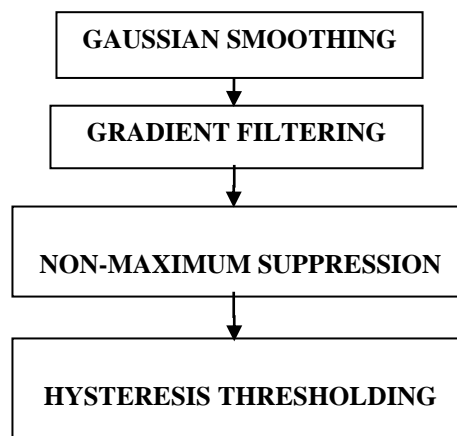 GAUSSIAN SMOOTHING
GRADIENT FILTERING
NON-MAXIMUM SUPPRESSION
HYSTERESIS THRESHOLDING